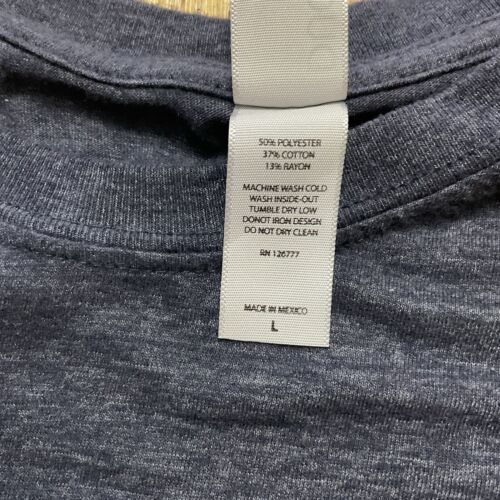 50% POLYESTER
37% COTTON
13% RAYON
MACHINE WASH COLD
WASH INSIDE-OUT
TUMBLE DRY LOW
DONOT IRON DESIGN
DO NOT DRY CLEAN
RN 126777
MADE IN MEXICO
L